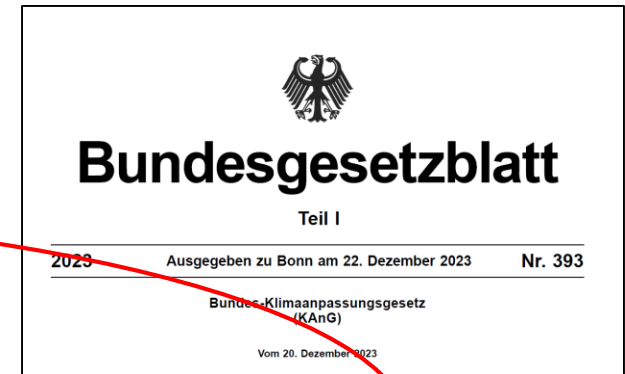 Bundesgesetzblatt
Teil I
2023 Ausgegeben zu Bonn am 22. Dezember 2023 Nr. 393
Bundes-Klimaanpassungsgesetz
(KAnG)
Vom 20. Dezember 2023